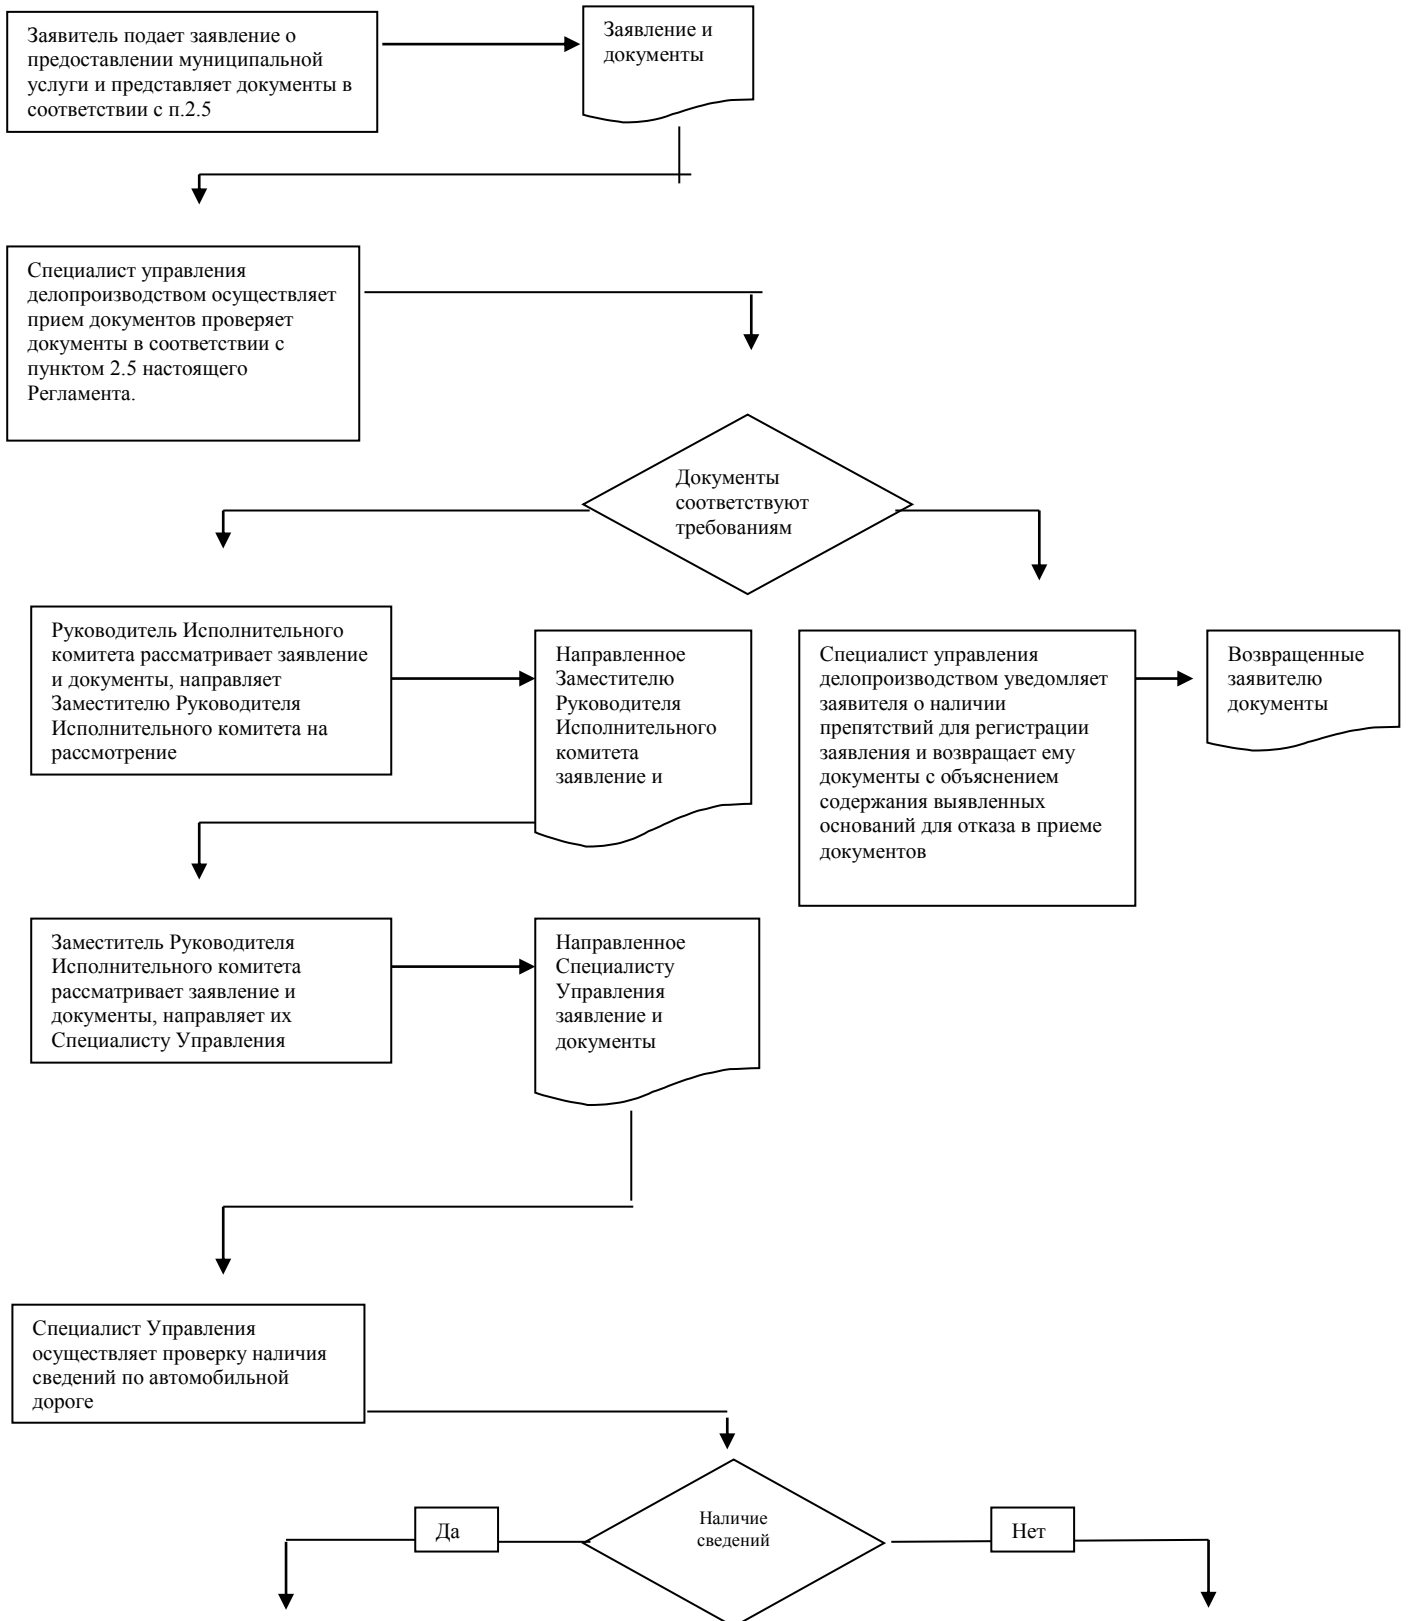 Заявитель подает заявление о
предоставлении муниципальной
услуги и представляет документы в
соответствии с п.2.5
Заявление и
документы
Специалист управления
делопроизводством осуществляет
прием документов проверяет
документы в соответствии с
пунктом 2.5 настоящего
Регламента.
Документы
соответствуют
требованиям
Руководитель Исполнительного
комитета рассматривает заявление
и документы, направляет
Заместителю Руководителя
Исполнительного комитета на
рассмотрение
Направленное
Заместителю
Руководителя
Исполнительного
комитета
заявление и
Специалист управления
делопроизводством уведомляет
заявителя о наличии
препятствий для регистрации
заявления и возвращает ему
документы с объяснением
содержания выявленных
оснований для отказа в приеме
документов
Возвращенные
заявителю
документы
Заместитель Руководителя
Исполнительного комитета
рассматривает заявление и
документы, направляет их
Специалисту Управления
Направленное
Специалисту
Управления
заявление и
документы
Специалист Управления
осуществляет проверку наличия
сведений по автомобильной
дороге
Наличие
сведений
Да
Нет